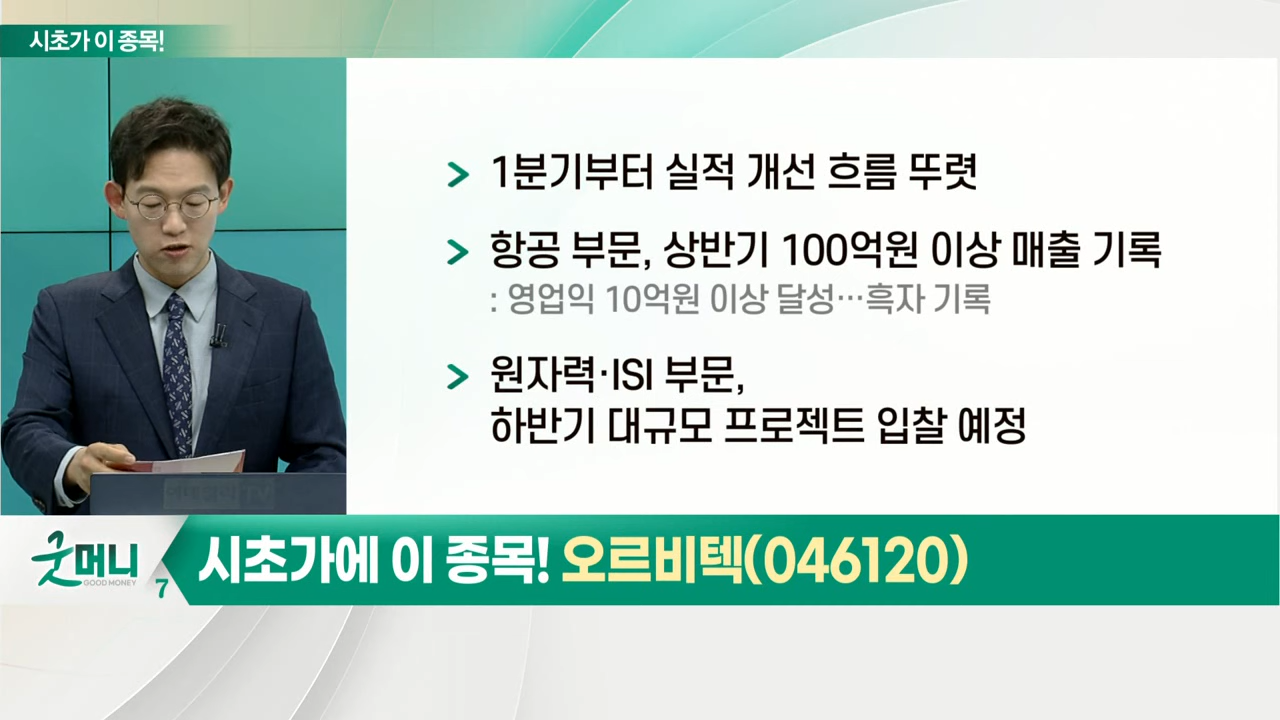 시초가 이 종목!
> 1분기부터 실적 개선 흐름 뚜렷
> 항공 부문, 상반기 100억원 이상 매출 기록
: 영업익 10억원 이상 달성…흑자 기록
> 원자력·ISI 부문,
하반기 대규모 프로젝트 입찰 예정
굿머니
GOOD MONEY
7
시초가에 이 종목! 오르비텍(046120)